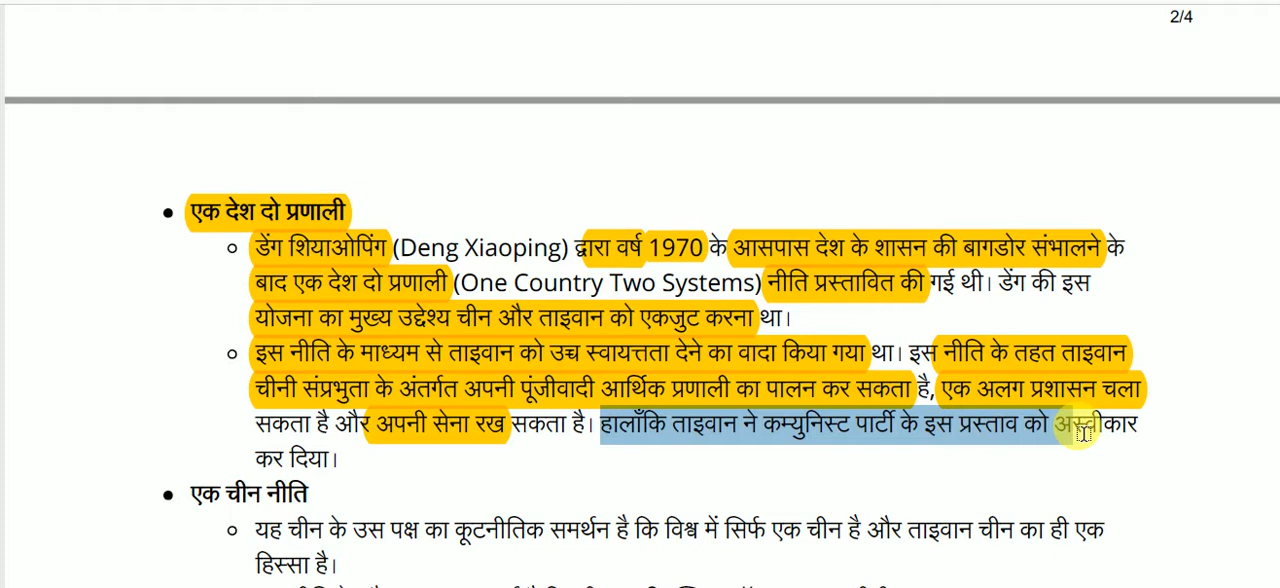 2/4
एक देश दो प्रणाली
डेंग शियाओपिंग (Deng Xiaoping) द्वारा वर्ष 1970 के आसपास देश के शासन की बागडोर संभालने के
बाद एक देश दो प्रणाली (One Country Two Systems) नीति प्रस्तावित की गई थी। डेंग की इस
योजना का मुख्य उद्देश्य चीन और ताइवान को एकजुट करना था।
इस नीति के माध्यम से ताइवान को उच्च स्वायत्तता देने का वादा किया गया था। इस नीति के तहत ताइवान
चीनी संप्रभुता के अंतर्गत अपनी पूंजीवादी आर्थिक प्रणाली का पालन कर सकता है, एक अलग प्रशासन चला
सकता है और अपनी सेना रख सकता है। हालाँकि ताइवान ने कम्युनिस्ट पार्टी के इस प्रस्ताव को अस्वीकार
कर दिया।
एक चीन नीति
यह चीन के उस पक्ष का कूटनीतिक समर्थन है कि विश्व में सिर्फ एक चीन है और ताइवान चीन का ही एक
हिस्सा है।